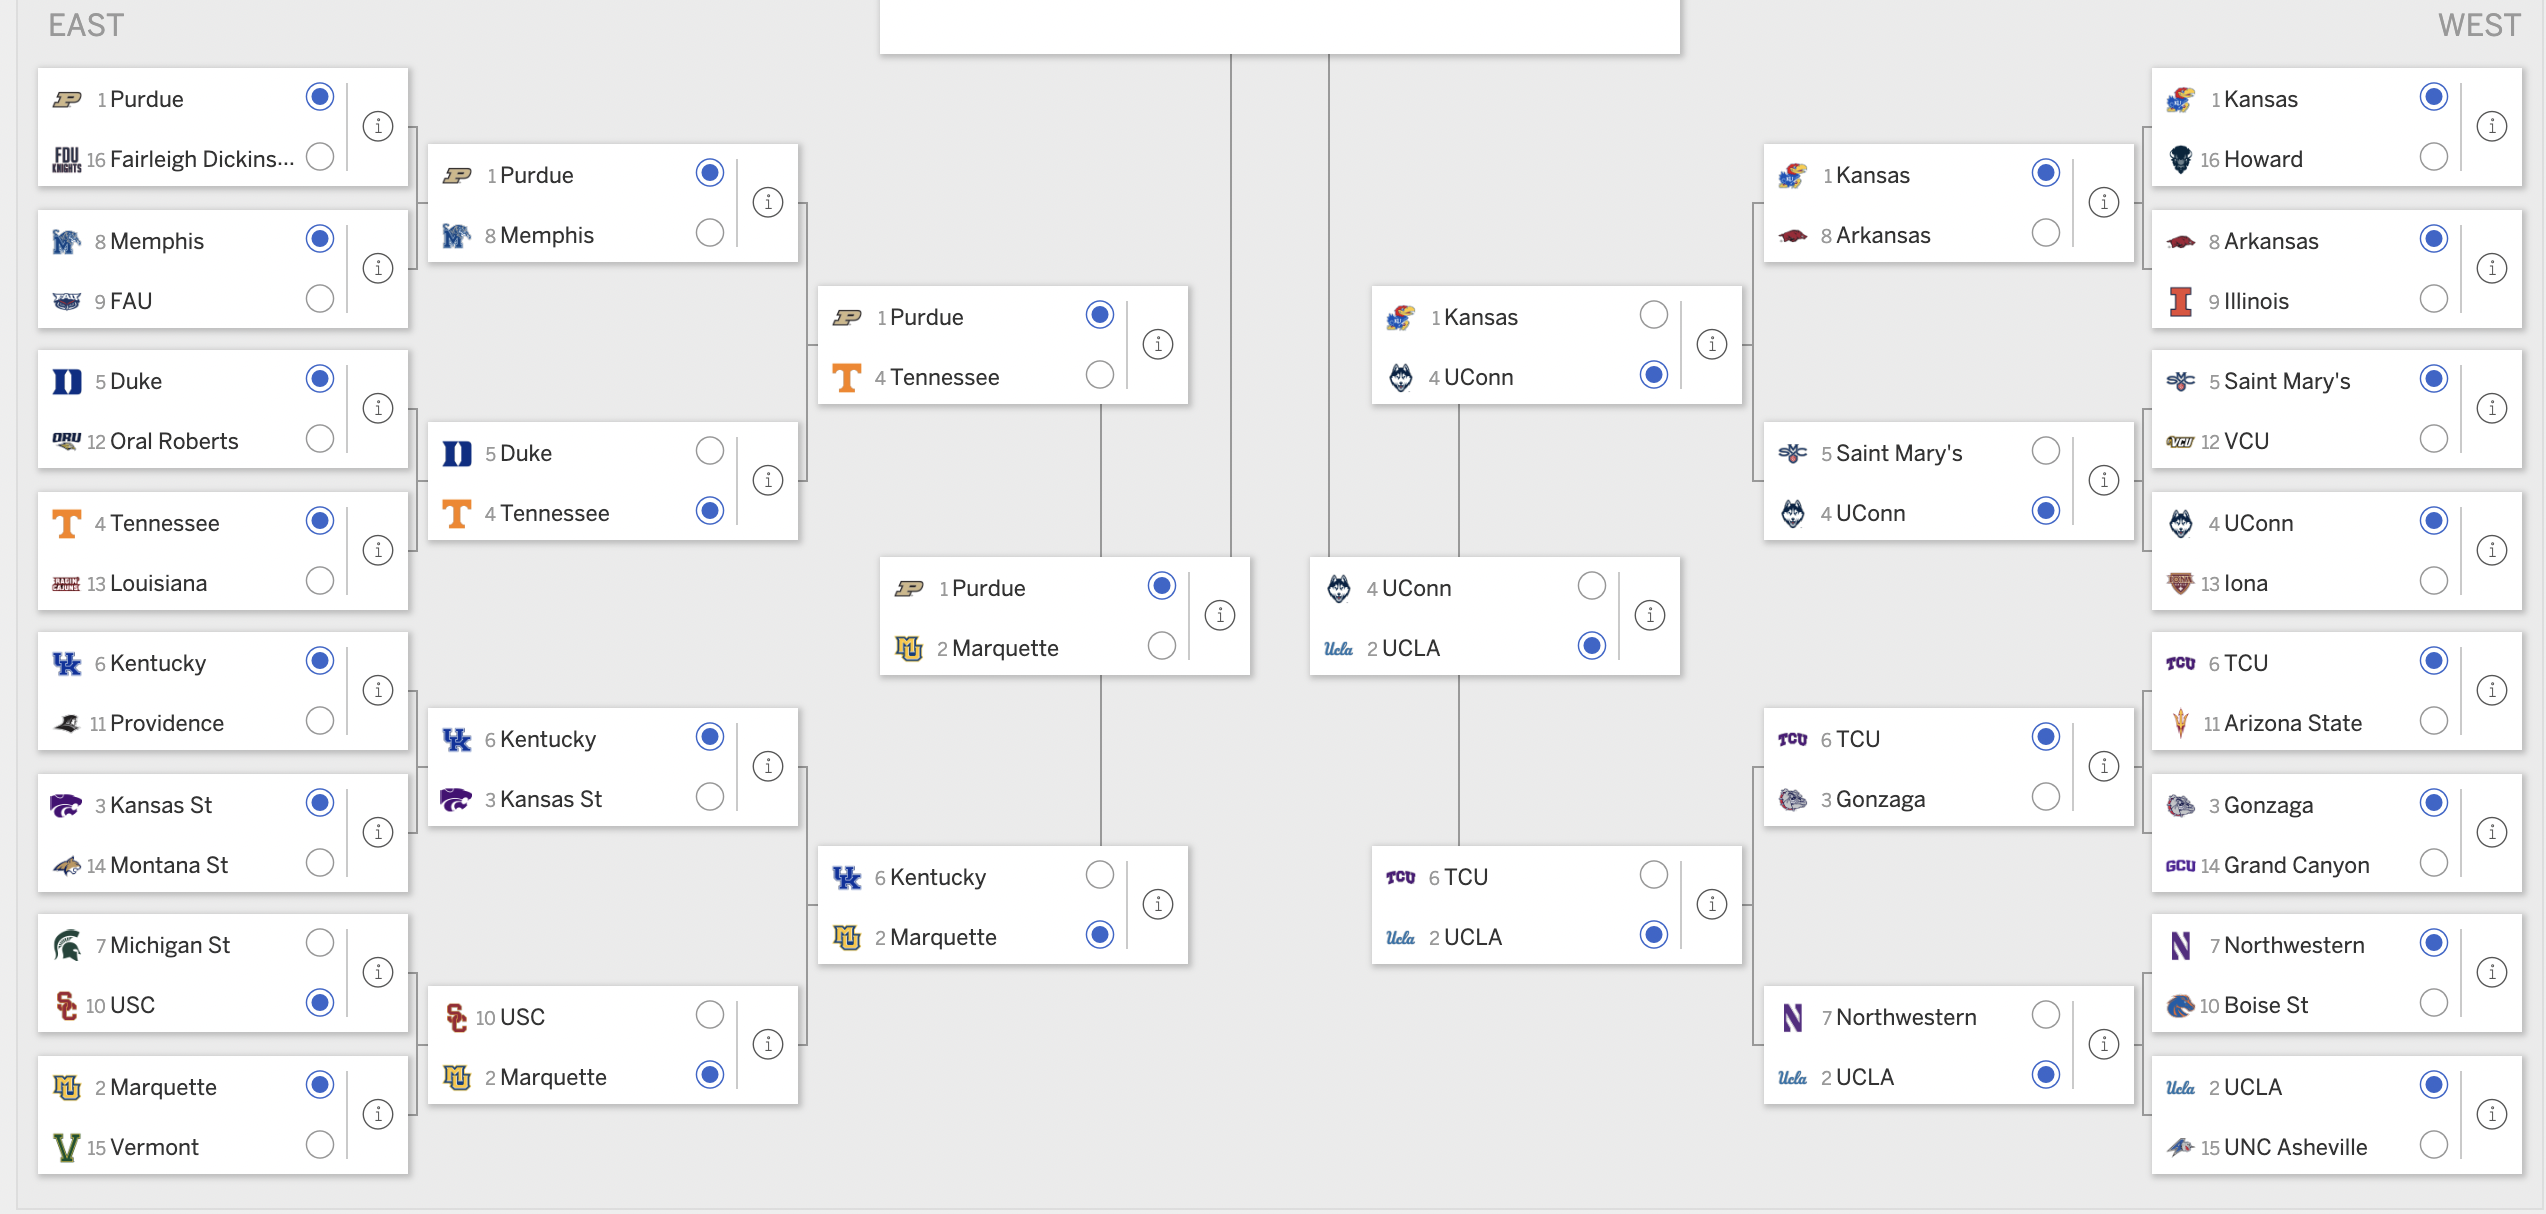 EAST
WEST
1 Purdue
16 Fairleigh Dickins...
8 Memphis
9 FAU
5 Duke
12 Oral Roberts
4 Tennessee
13 Louisiana
6 Kentucky
11 Providence
3 Kansas St
14 Montana St
7 Michigan St
10 USC
2 Marquette
15 Vermont
1 Purdue
8 Memphis
5 Duke
4 Tennessee
6 Kentucky
3 Kansas St
10 USC
2 Marquette
1 Purdue
4 Tennessee
6 Kentucky
2 Marquette
1 Purdue
2 Marquette
4 UConn
2 UCLA
1 Kansas
4 UConn
6 TCU
2 UCLA
1 Kansas
8 Arkansas
5 Saint Mary's
4 UConn
6 TCU
3 Gonzaga
7 Northwestern
2 UCLA
1 Kansas
16 Howard
8 Arkansas
9 Illinois
5 Saint Mary's
12 VCU
4 UConn
13 Iona
6 TCU
11 Arizona State
3 Gonzaga
14 Grand Canyon
7 Northwestern
10 Boise St
2 UCLA
15 UNC Asheville